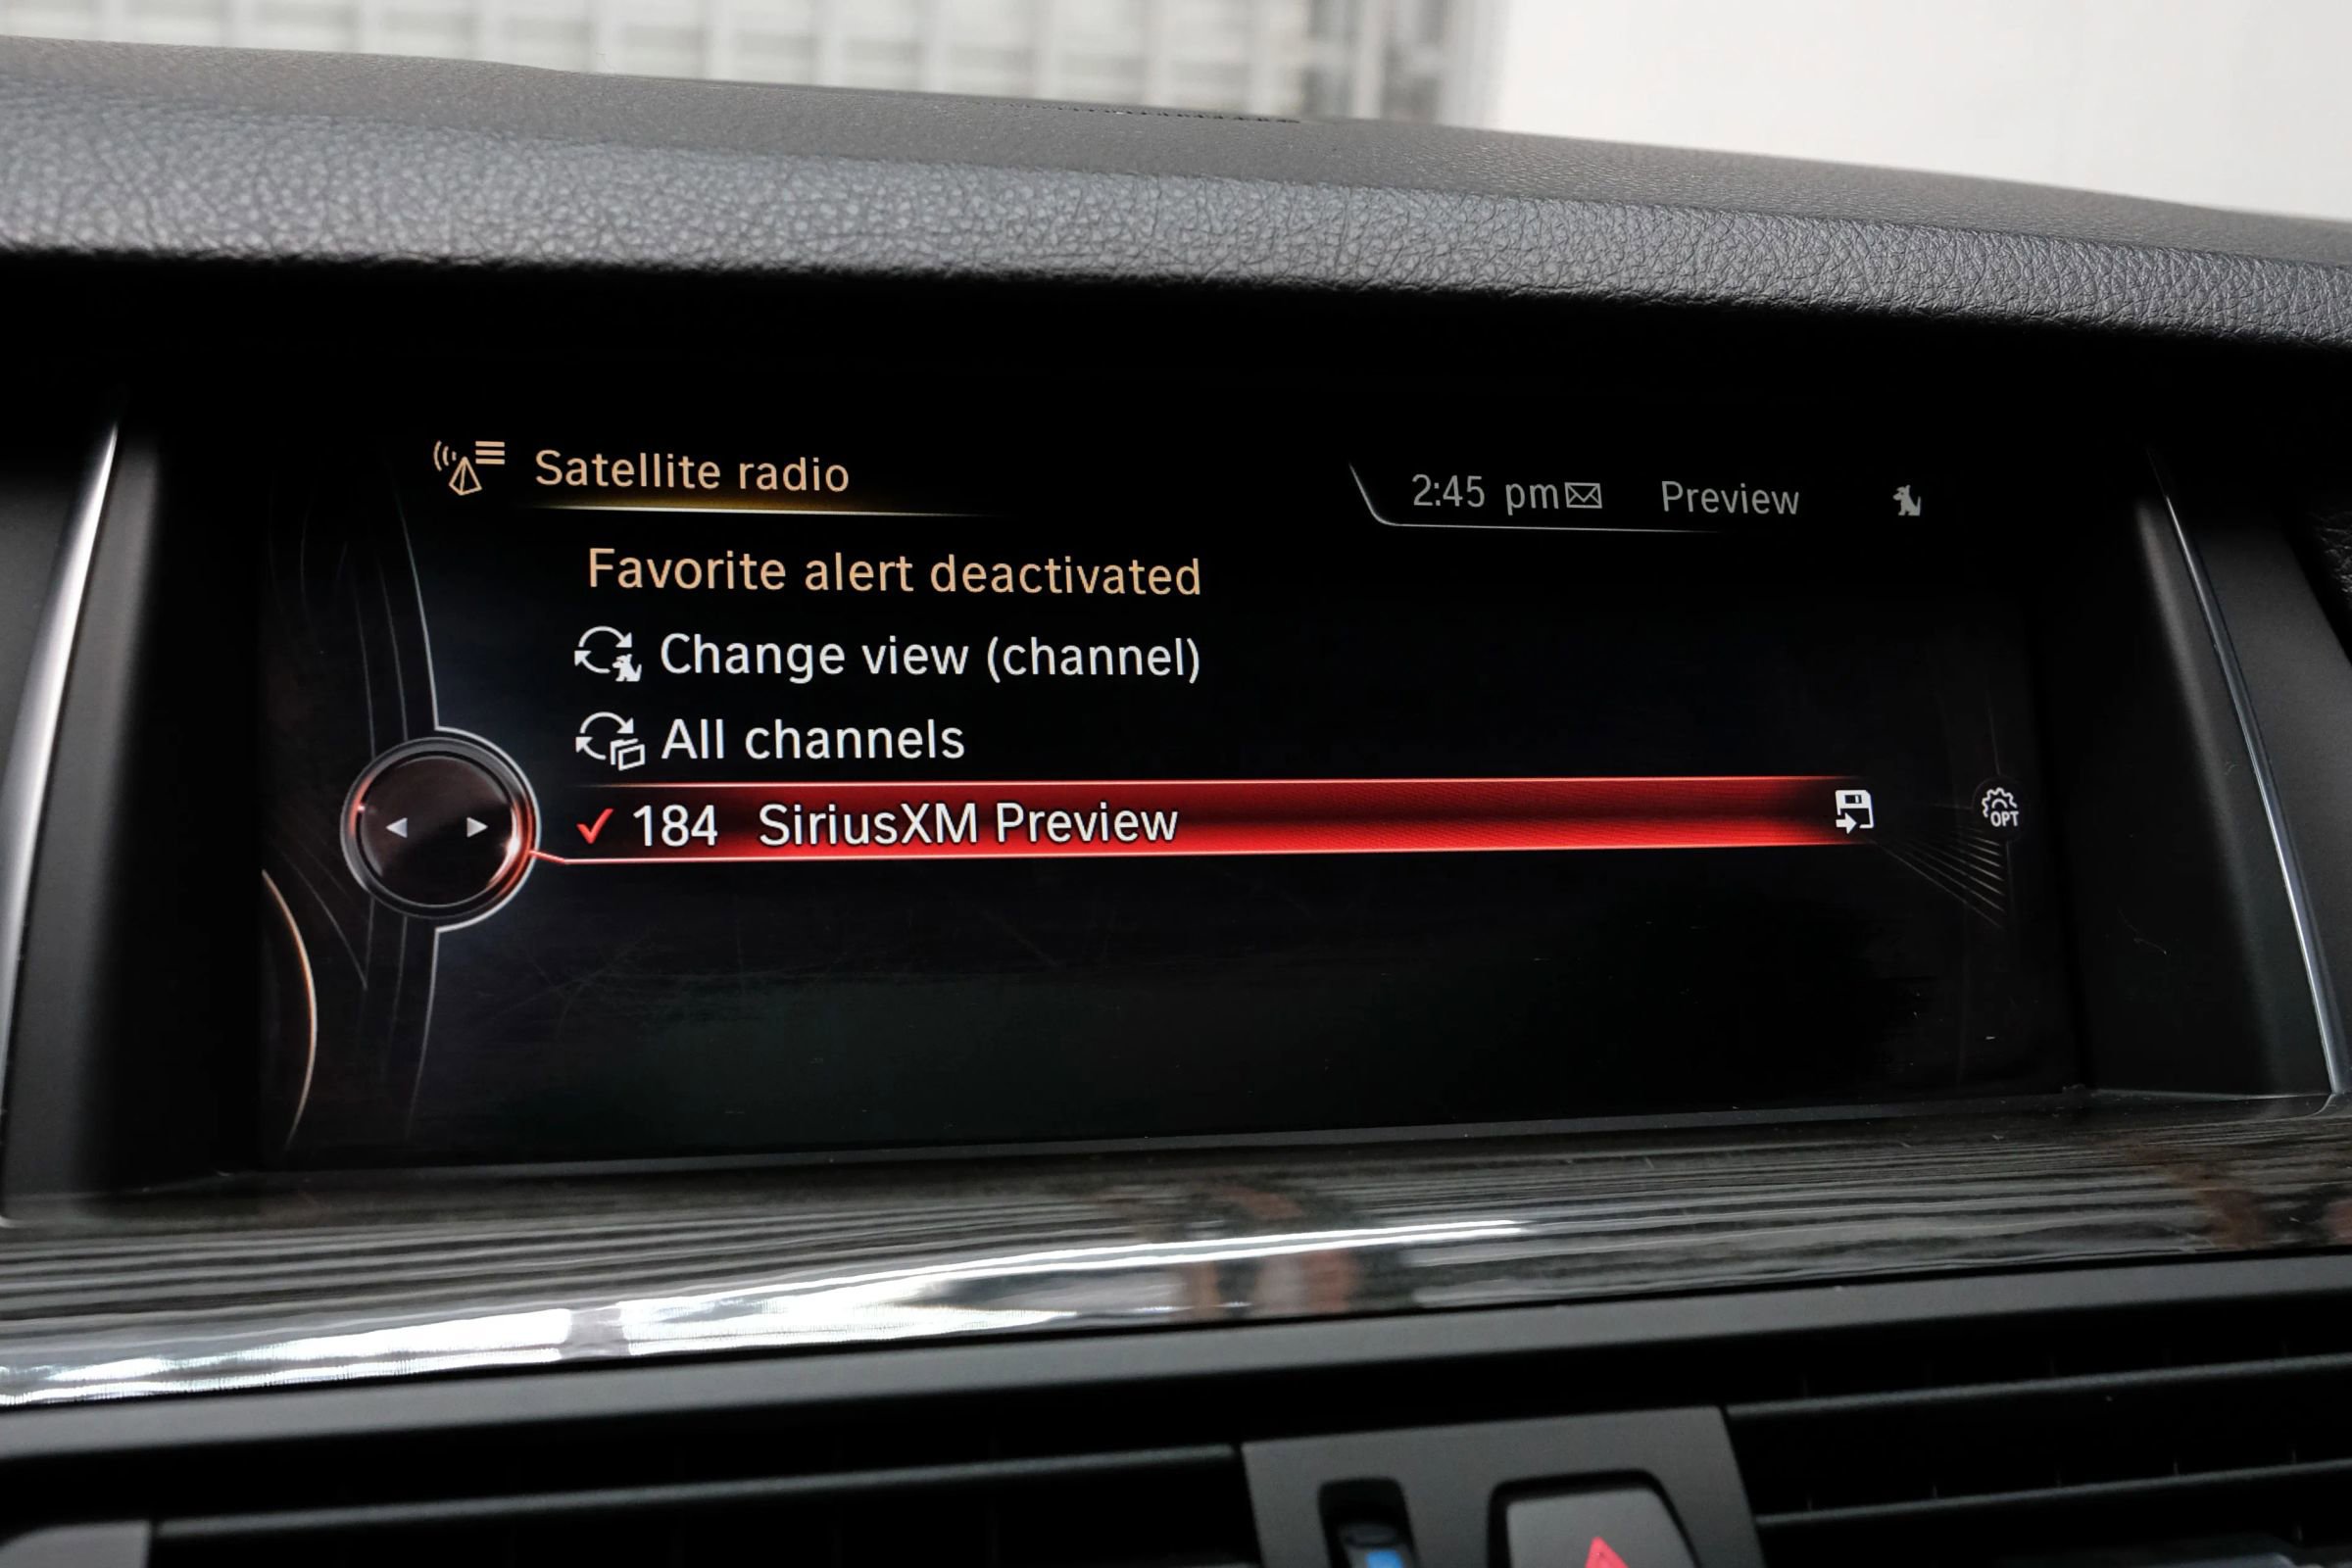 Satellite radio
2:45 pm Preview
Favorite alert deactivated
Change view (channel)
All channels
184 SiriusXM Preview
OPT